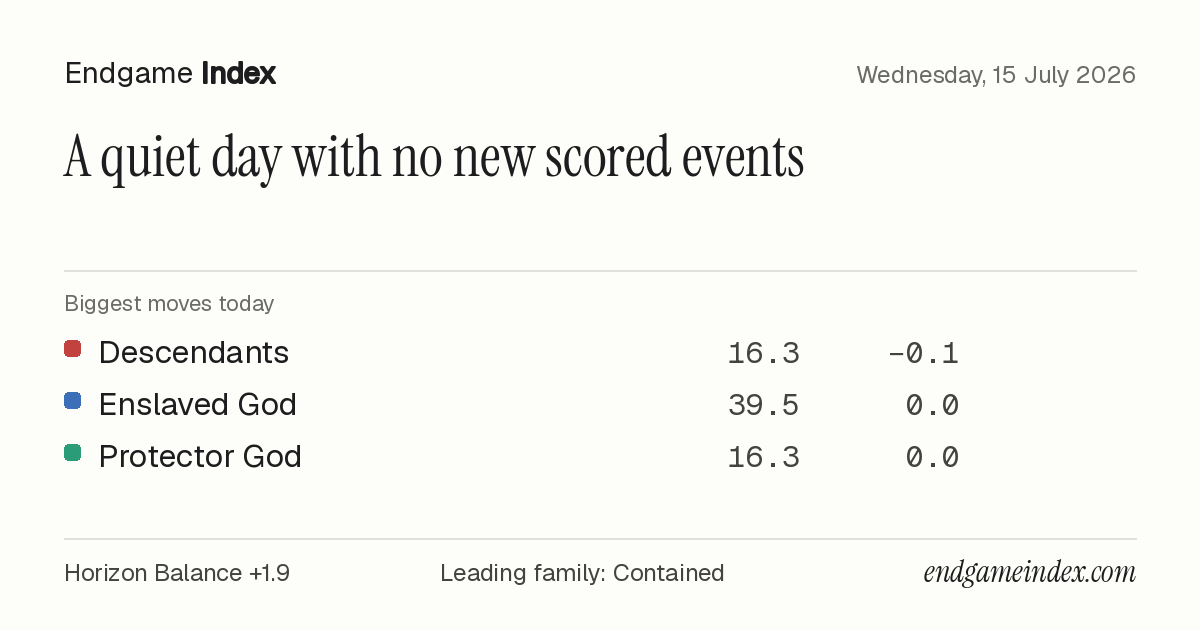 Endgame Index
Wednesday, 15 July 2026
A quiet day with no new scored events
Biggest moves today
Descendants 16.3 −0.1
Enslaved God 39.5 0.0
Protector God 16.3 0.0
Horizon Balance +1.9 Leading family: Contained endgameindex.com